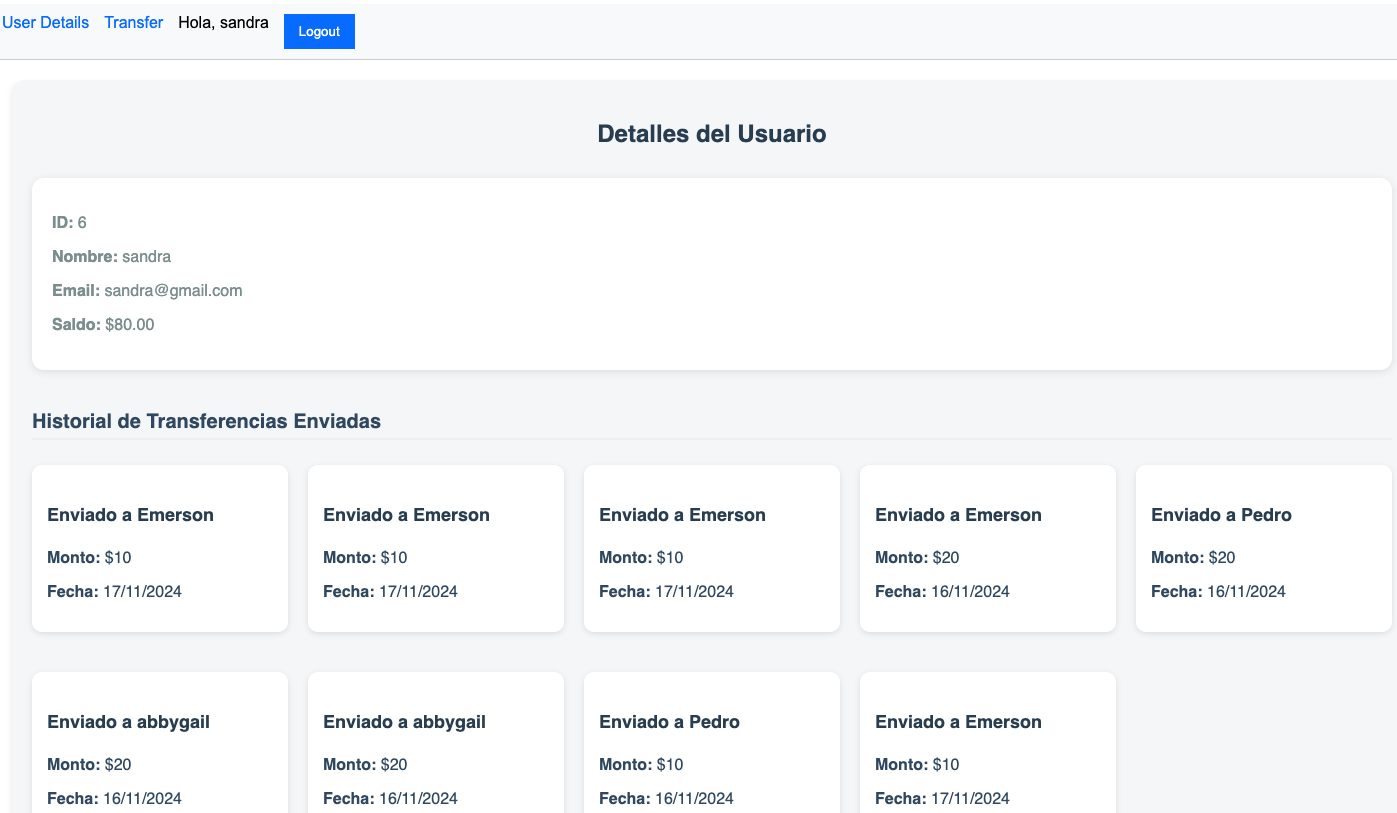 User Details Transfer Hola, sandra Logout
Detalles del Usuario
ID: 6
Nombre: sandra
Email: sandra@gmail.com
Saldo: $80.00
Historial de Transferencias Enviadas
Enviado a Emerson
Monto: $10
Fecha: 17/11/2024
Enviado a Emerson
Monto: $10
Fecha: 17/11/2024
Enviado a Emerson
Monto: $10
Fecha: 17/11/2024
Enviado a Emerson
Monto: $20
Fecha: 16/11/2024
Enviado a Pedro
Monto: $20
Fecha: 16/11/2024
Enviado a abbygail
Monto: $20
Fecha: 16/11/2024
Enviado a abbygail
Monto: $20
Fecha: 16/11/2024
Enviado a Pedro
Monto: $10
Fecha: 16/11/2024
Enviado a Emerson
Monto: $10
Fecha: 17/11/2024